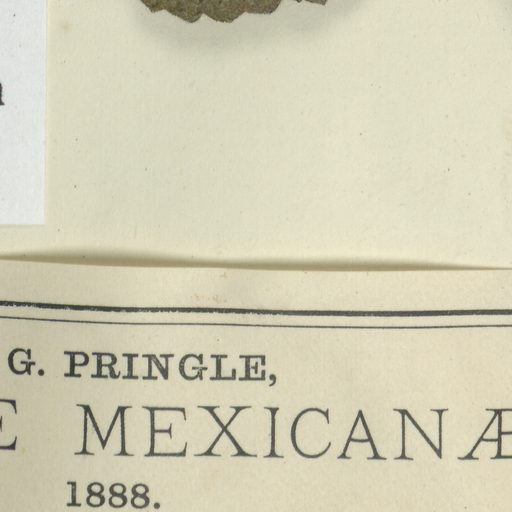 G. PRINGLE,
E MEXICANÆ
1888.